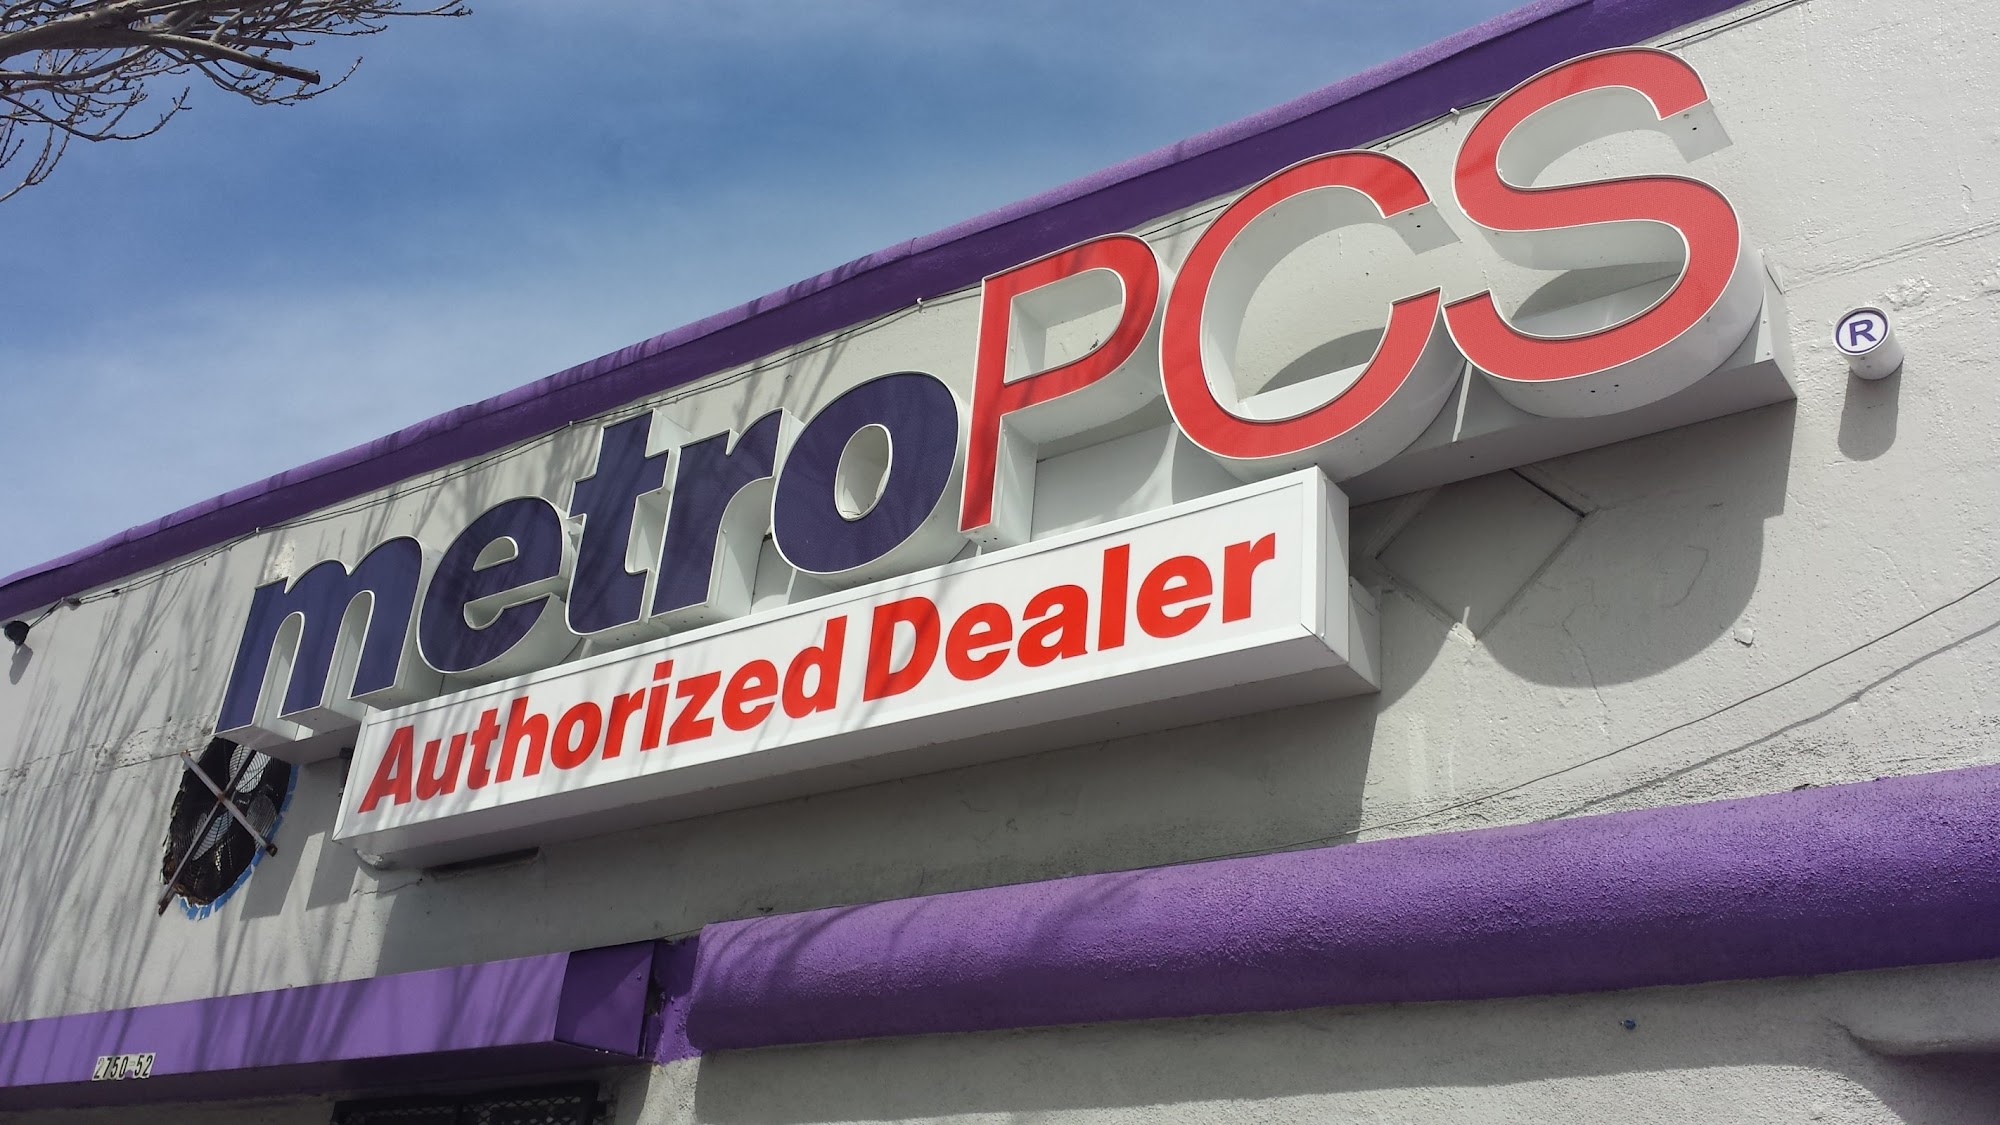 metroPCS ®
Authorized Dealer
2750-52